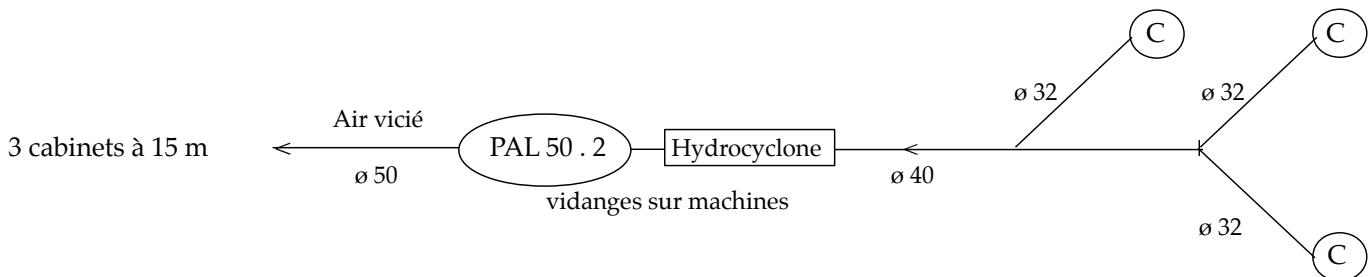 C
C
ø 32
ø 32
Air vicié
3 cabinets à 15 m
PAL 50 . 2
Hydrocyclone
ø 50
ø 40
vidanges sur machines
ø 32
C